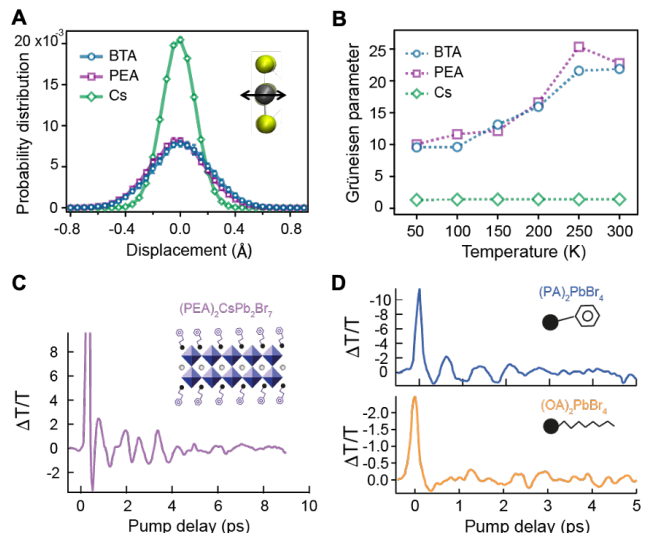 A
20 x10⁻³
15
10
5
0
Probability distribution
BTA
PEA
Cs
-0.8 -0.4 0.0 0.4 0.8
Displacement (Å)
B
25
20
15
10
5
0
Grüneisen parameter
BTA
PEA
Cs
50 100 150 200 250 300
Temperature (K)
C
(PEA)₂CsPb₂Br₇
8
6
4
2
0
-2
ΔT/T
0 2 4 6 8 10
Pump delay (ps)
D
(PA)₂PbBr₄
-10
-8
-6
-4
-2
0
ΔT/T
(OA)₂PbBr₄
-2.0
-1.5
-1.0
-0.5
0.0
ΔT/T
0 1 2 3 4 5
Pump delay (ps)